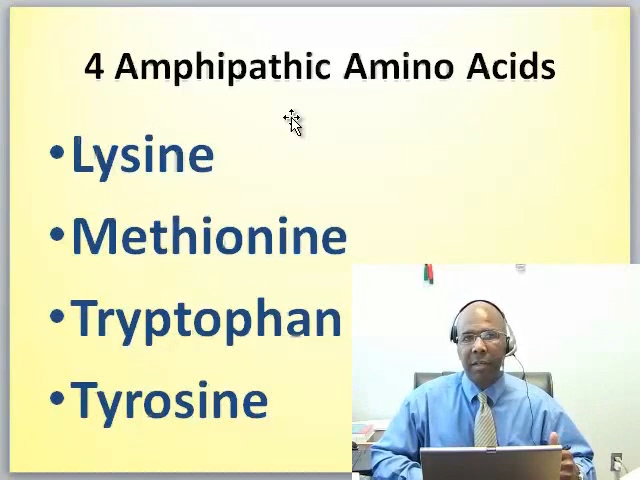 4 Amphipathic Amino Acids
•Lysine
•Methionine
•Tryptophan
•Tyrosine